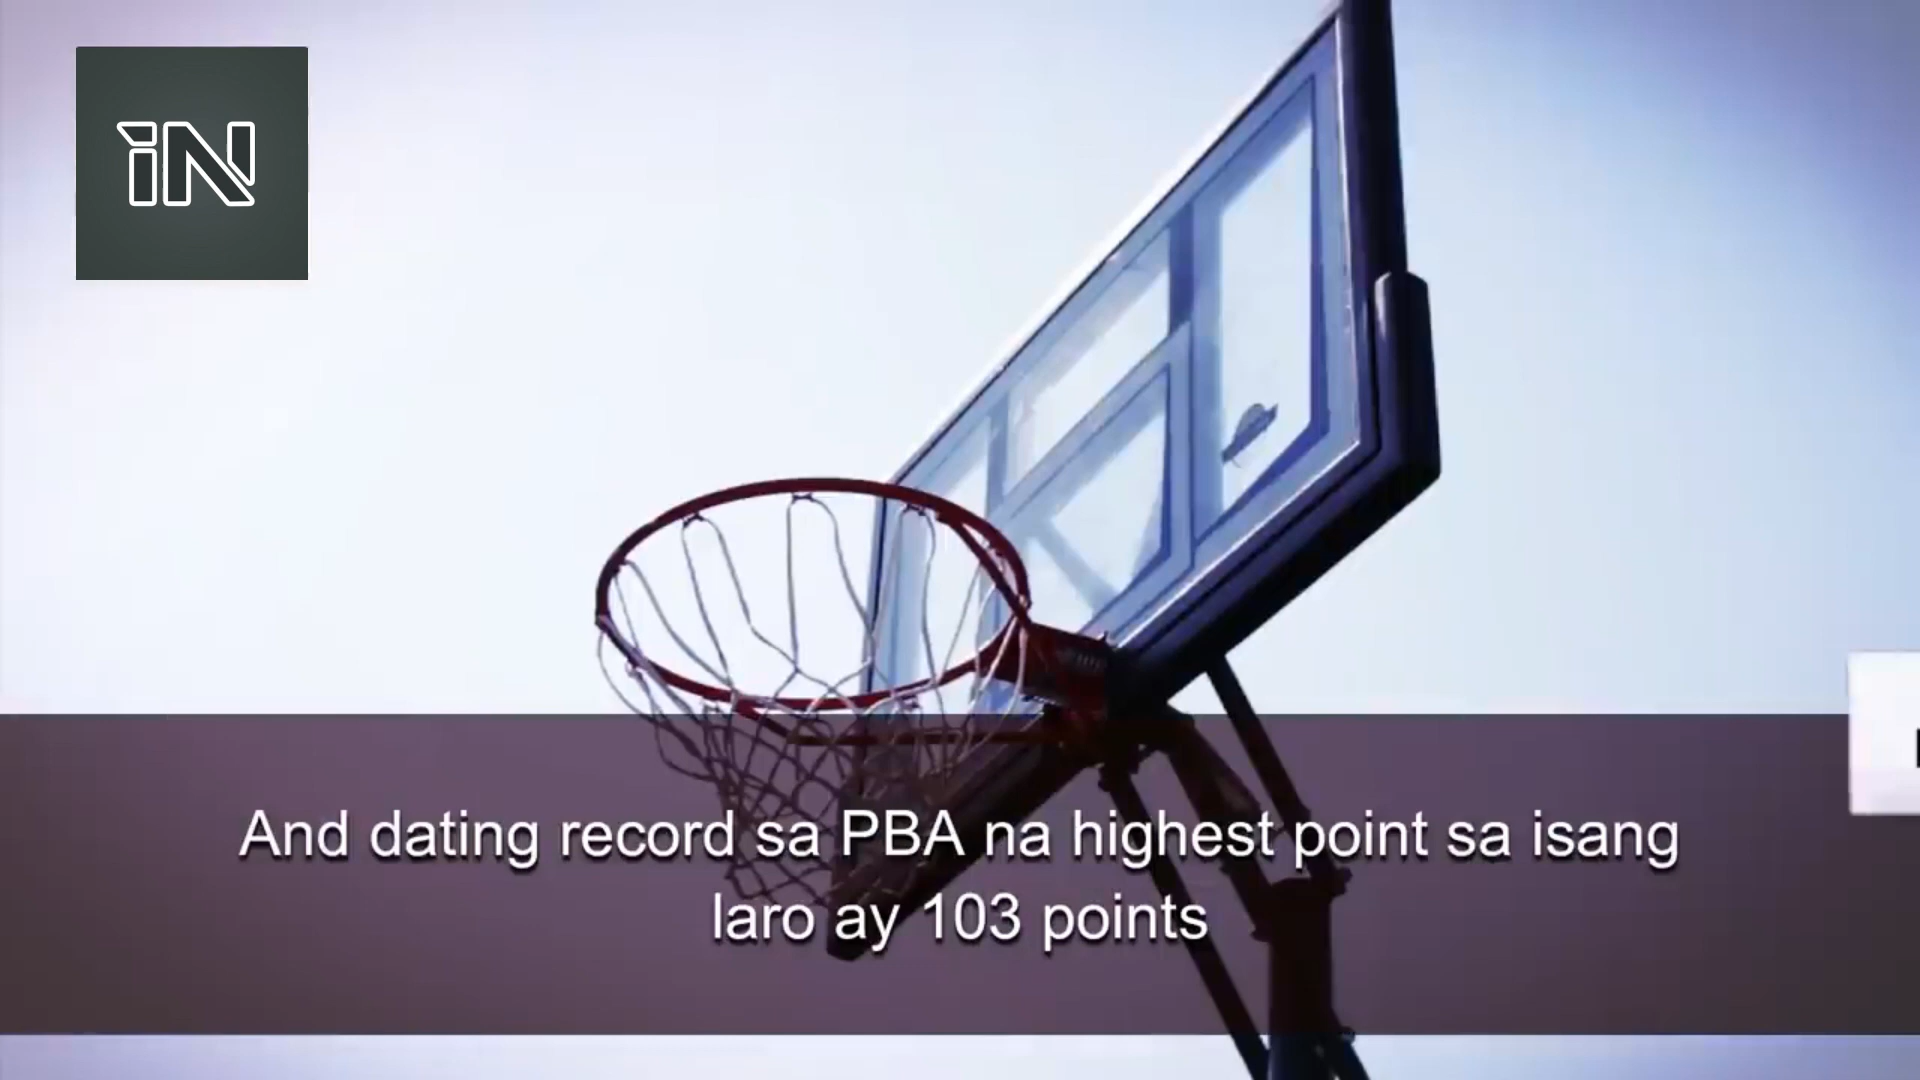 iN
And dating record sa PBA na highest point sa isang
laro ay 103 points